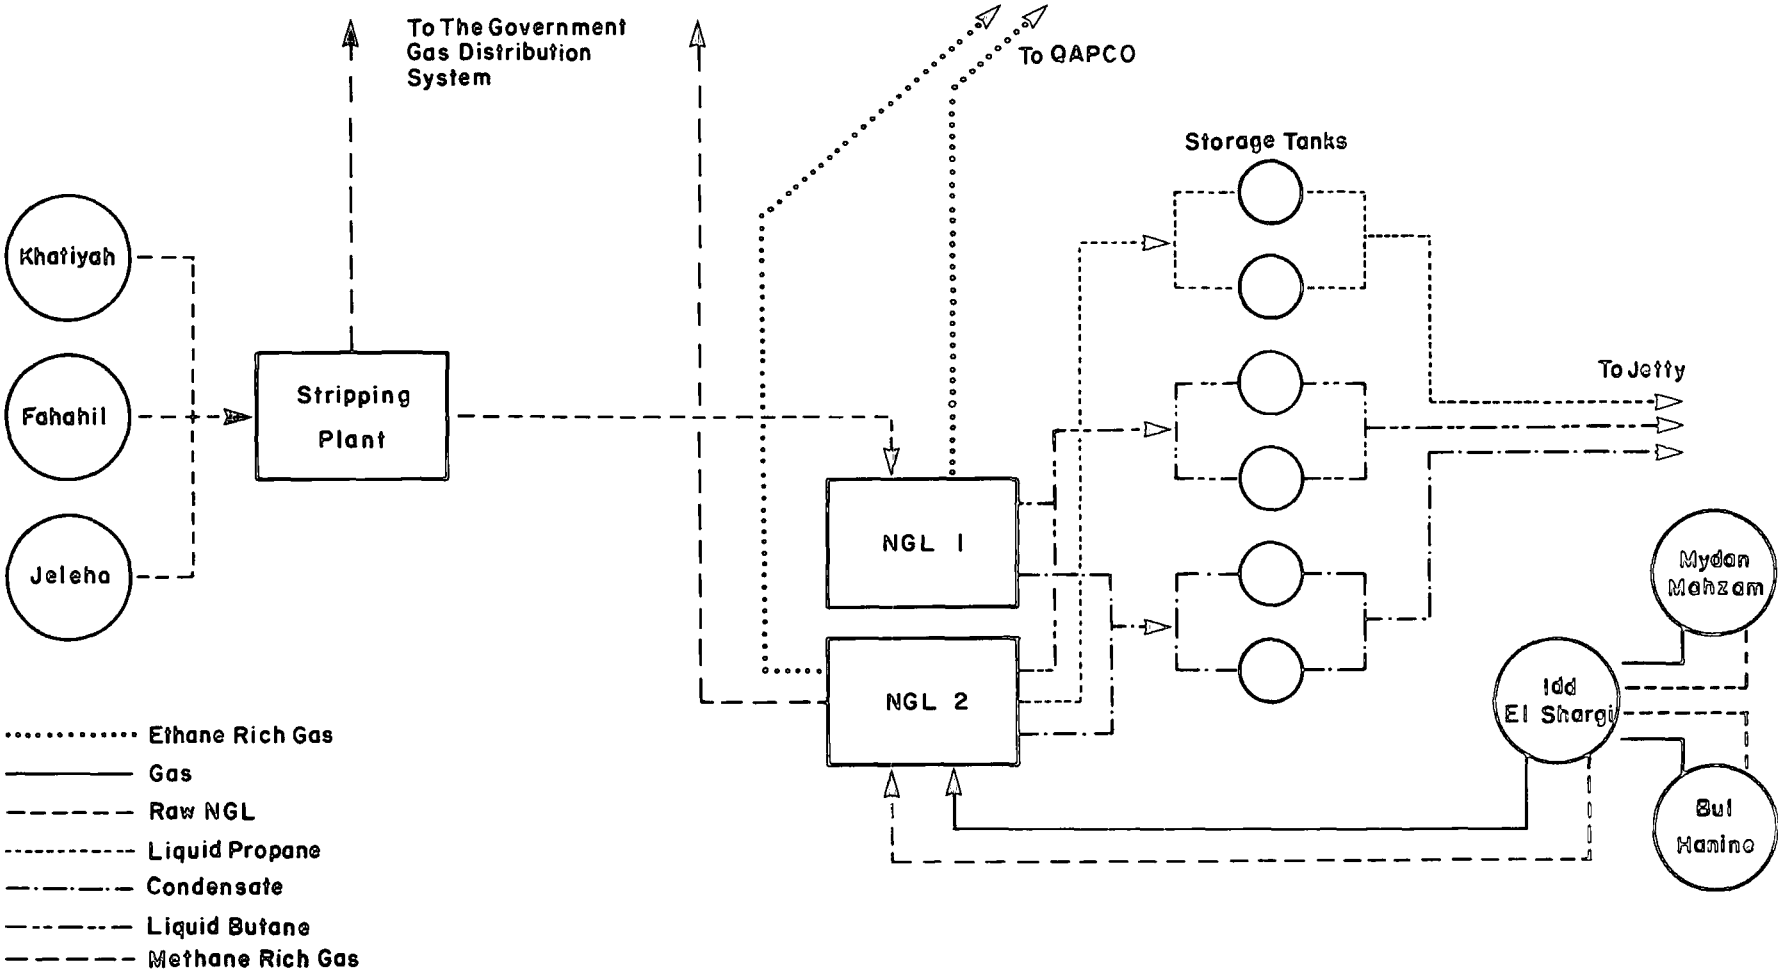 To The Government
Gas Distribution
System
To QAPCO
Storage Tanks
Khatiyah
Fahahil
Jeleha
Stripping
Plant
To Jetty
NGL 1
NGL 2
Mydan
Mahzam
Idd
El Shargi
Bul
Hanine
Ethane Rich Gas
Gas
Raw NGL
Liquid Propane
Condensate
Liquid Butane
Methane Rich Gas